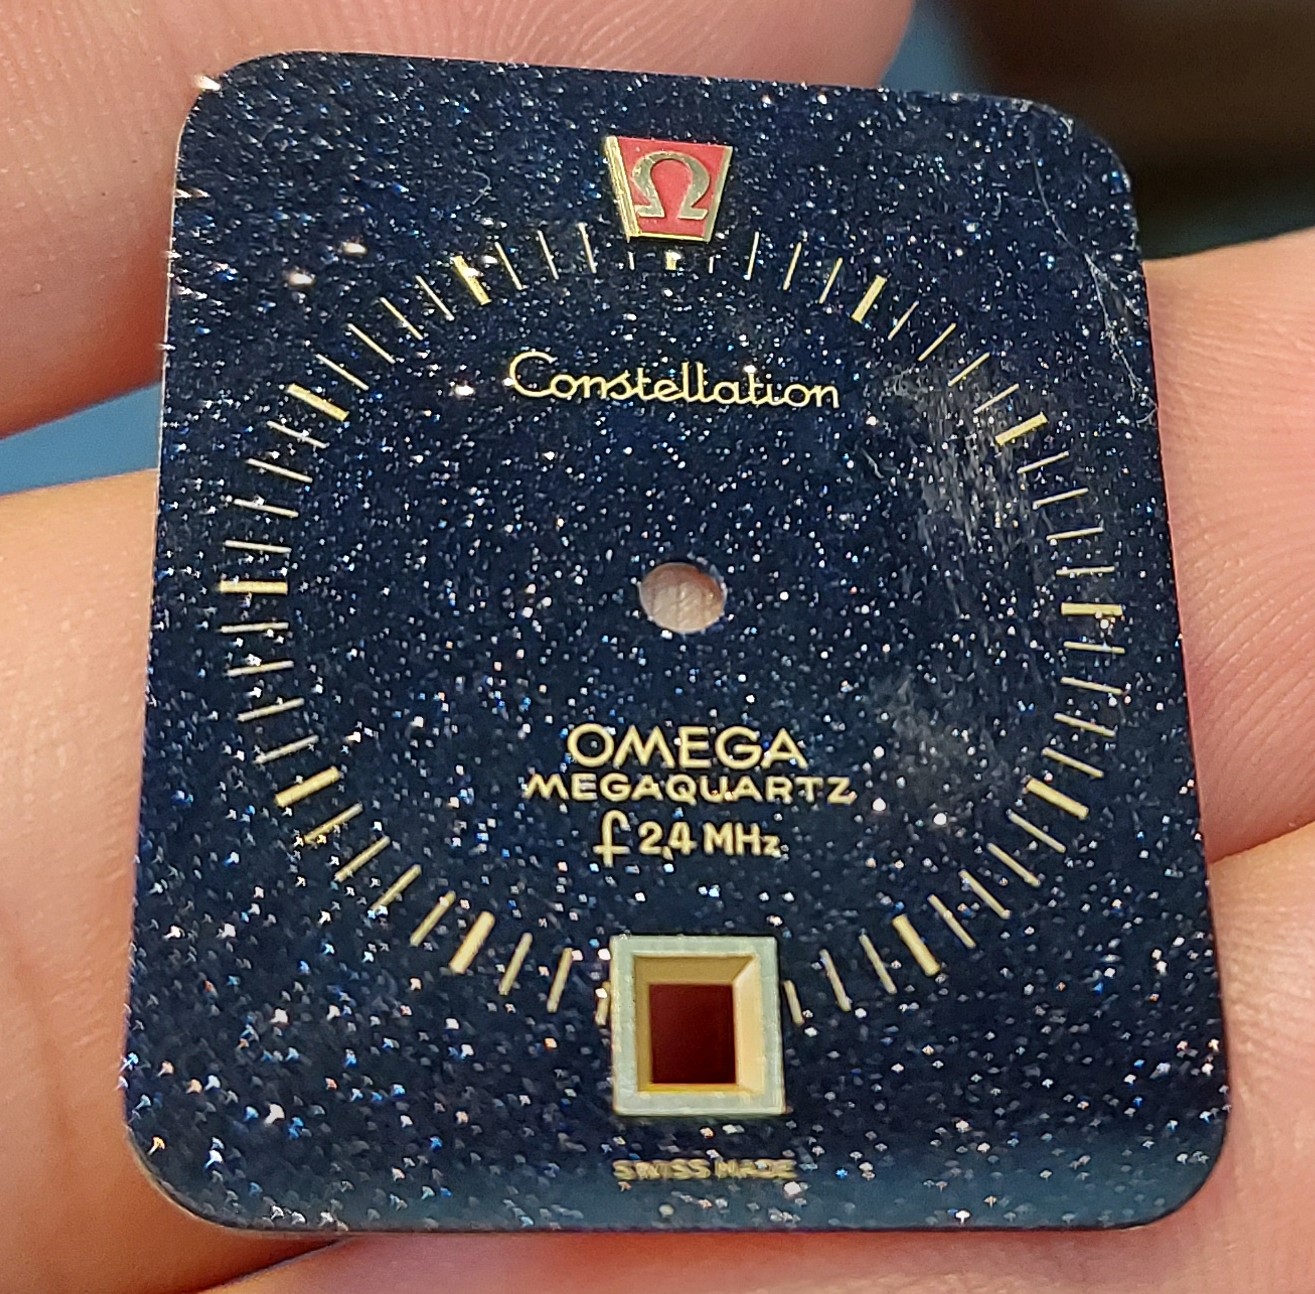 Ω
Constellation
OMEGA
MEGAQUARTZ
f 2,4 MHz
SWISS MADE